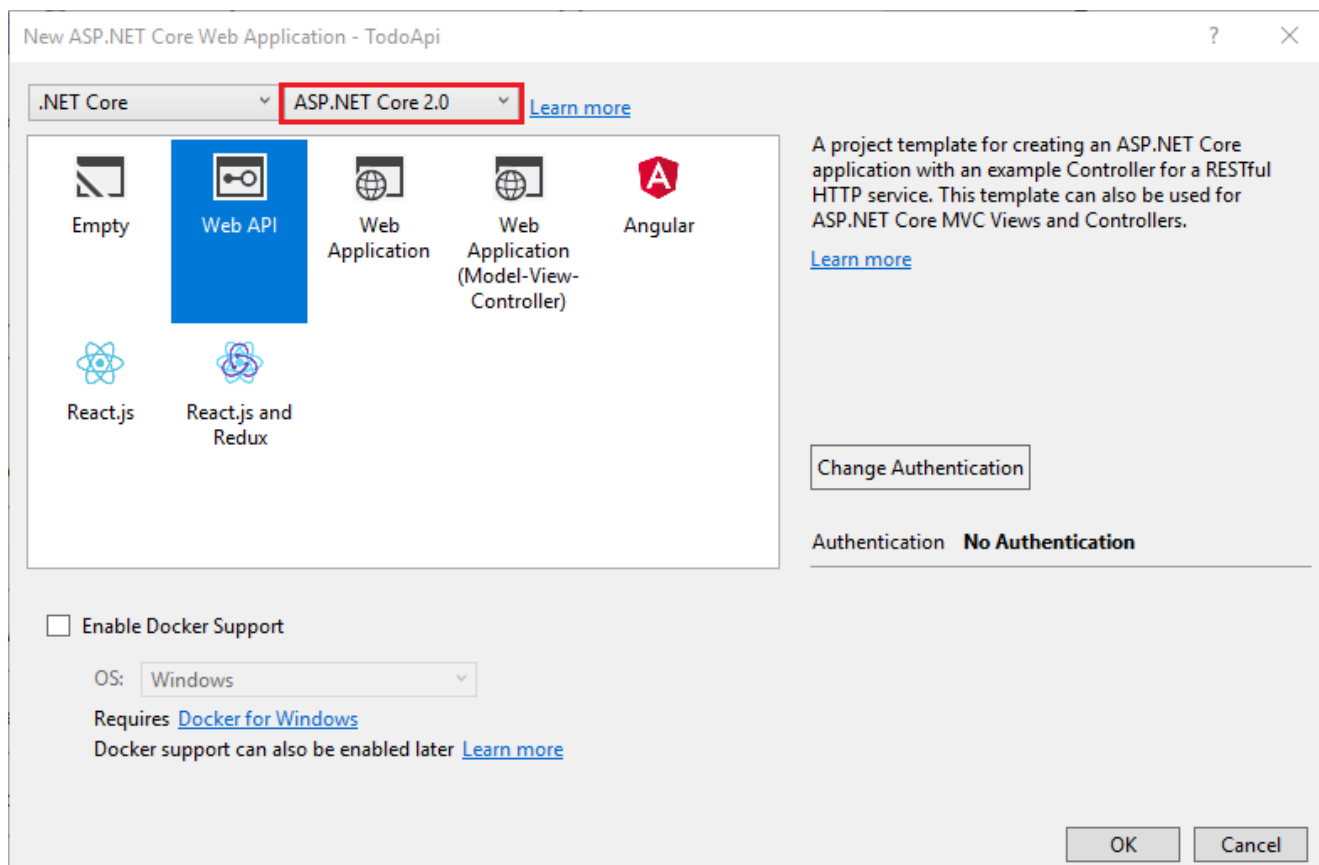 New ASP.NET Core Web Application - TodoApi
.NET Core
ASP.NET Core 2.0
Learn more
Empty
Web API
Web
Application
Web
Application
(Model-View-
Controller)
Angular
React.js
React.js and
Redux
A project template for creating an ASP.NET Core
application with an example Controller for a RESTful
HTTP service. This template can also be used for
ASP.NET Core MVC Views and Controllers.
Learn more
Change Authentication
Authentication No Authentication
Enable Docker Support
OS: Windows
Requires Docker for Windows
Docker support can also be enabled later Learn more
OK
Cancel